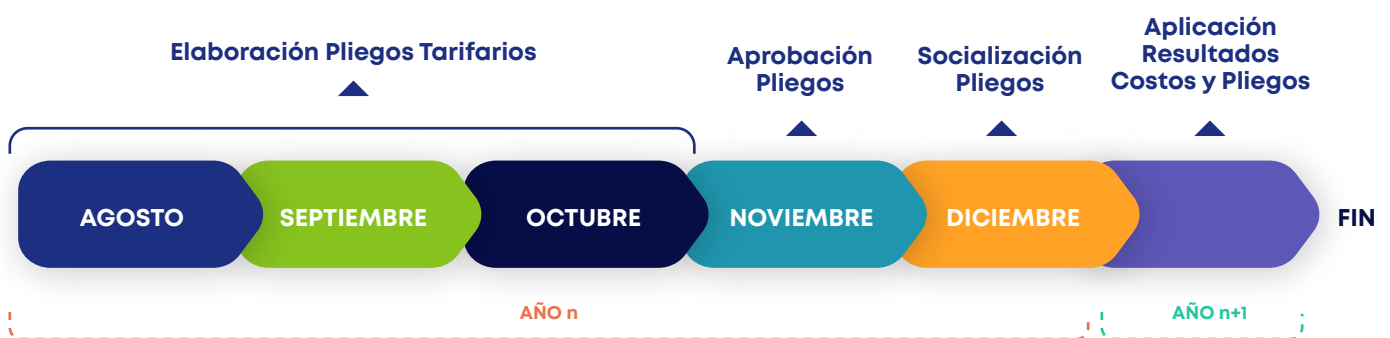 Elaboración Pliegos Tarifarios
Aprobación
Pliegos
Socialización
Pliegos
Aplicación
Resultados
Costos y Pliegos
AGOSTO
SEPTIEMBRE
OCTUBRE
NOVIEMBRE
DICIEMBRE
FIN
AÑO n
AÑO n+1